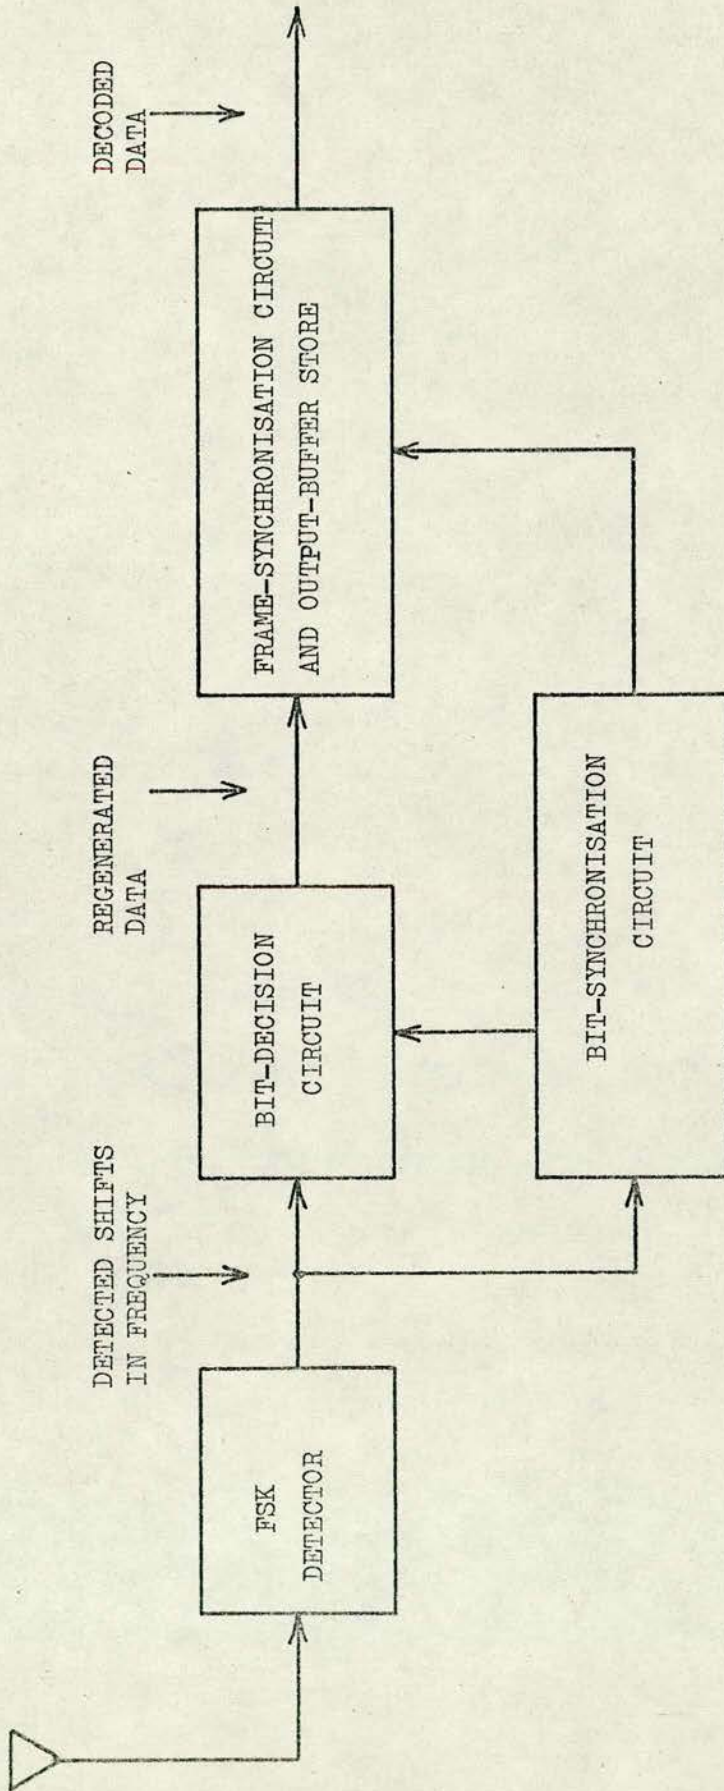 DETECTED SHIFTS
IN FREQUENCY
REGENERATED
DATA
DECODED
DATA
FSK
DETECTOR
BIT-DECISION
CIRCUIT
FRAME-SYNCHRONISATION CIRCUIT
AND OUTPUT-BUFFER STORE
BIT-SYNCHRONISATION
CIRCUIT